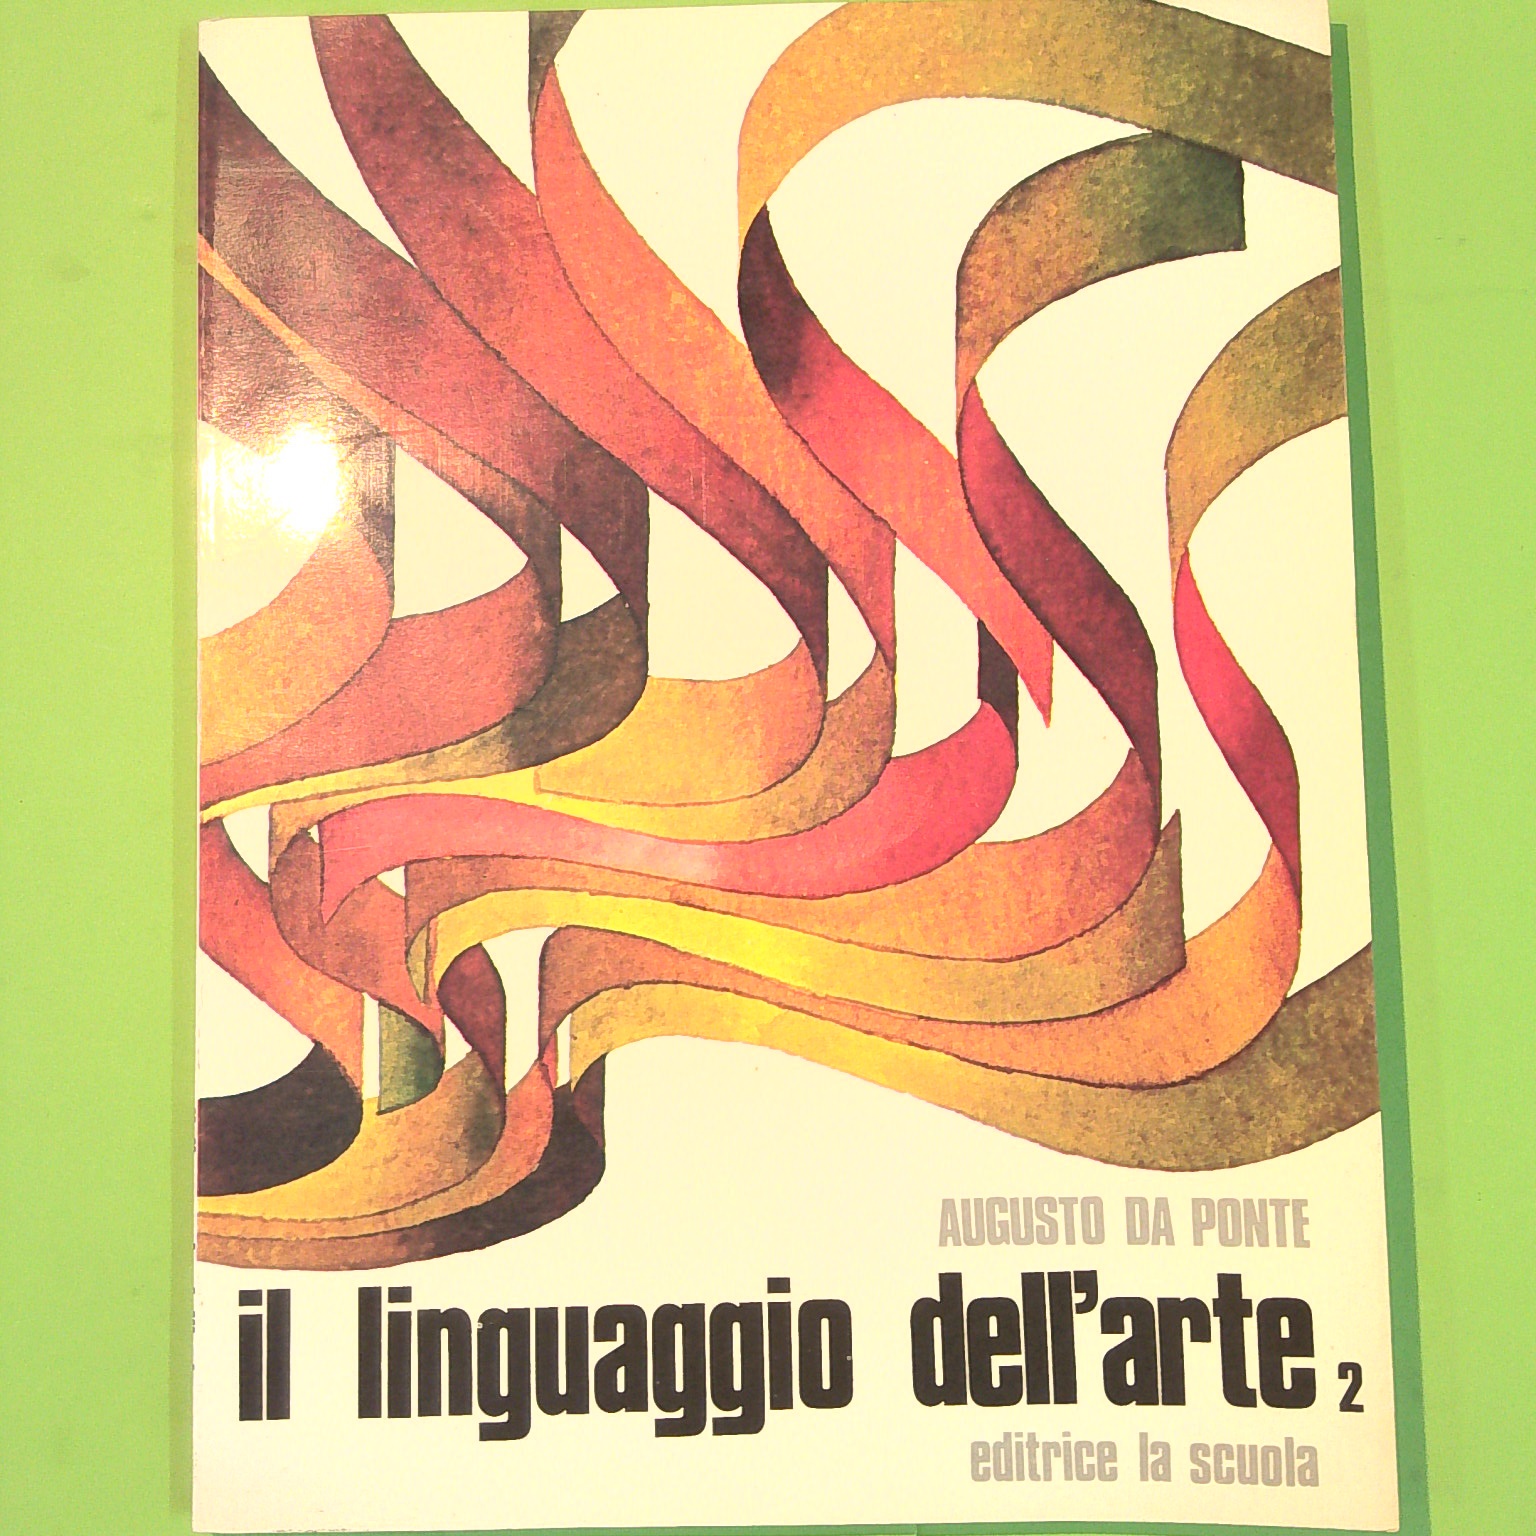 AUGUSTO DA PONTE
il linguaggio dell'arte 2
editrice la scuola